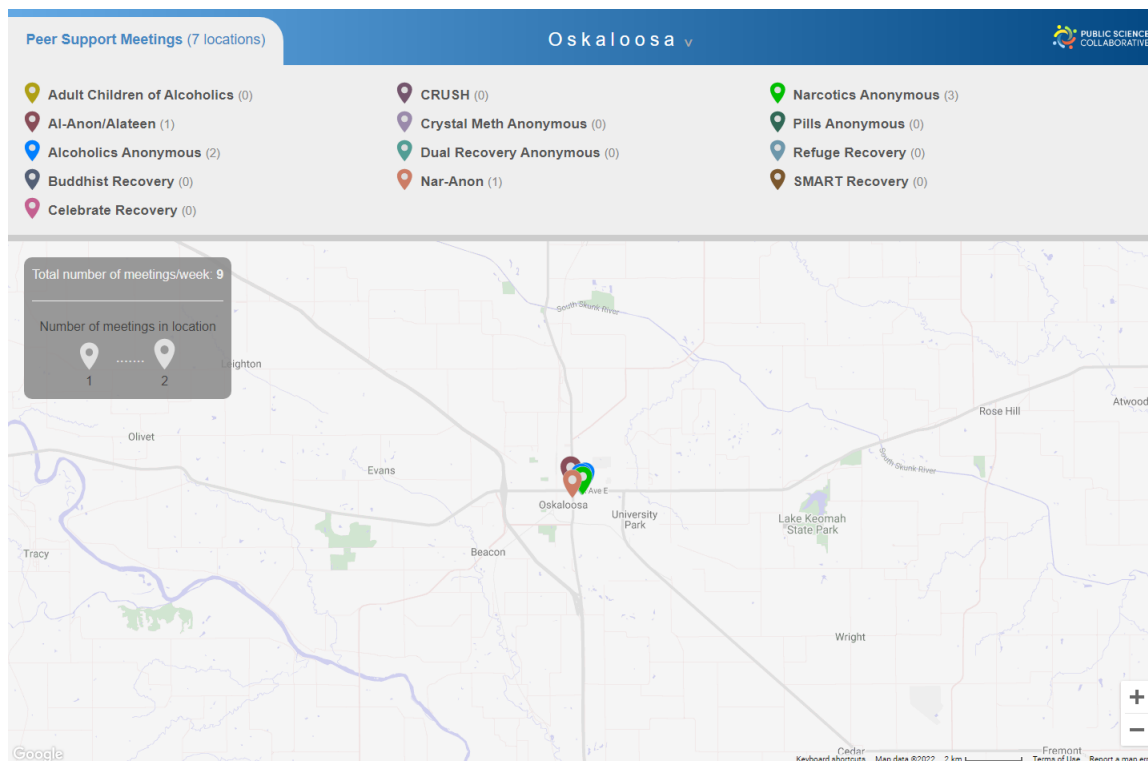 Peer Support Meetings (7 locations)
Oskaloosa v
PUBLIC SCIENCE
COLLABORATIVE
Adult Children of Alcoholics (0)
Al-Anon/Alateen (1)
Alcoholics Anonymous (2)
Buddhist Recovery (0)
Celebrate Recovery (0)
CRUSH (0)
Crystal Meth Anonymous (0)
Dual Recovery Anonymous (0)
Nar-Anon (1)
Narcotics Anonymous (3)
Pills Anonymous (0)
Refuge Recovery (0)
SMART Recovery (0)
Total number of meetings/week: 9
Number of meetings in location
1
2
South Skunk River
Leighton
Rose Hill
Atwood
Olivet
South Skunk River
Evans
Ave E
Oskaloosa
University
Park
Lake Keomah
State Park
Beacon
Tracy
Wright
+
−
Google
Cedar
Fremont
Keyboard shortcuts
Map data ©2022
2 km
Terms of Use
Report a map